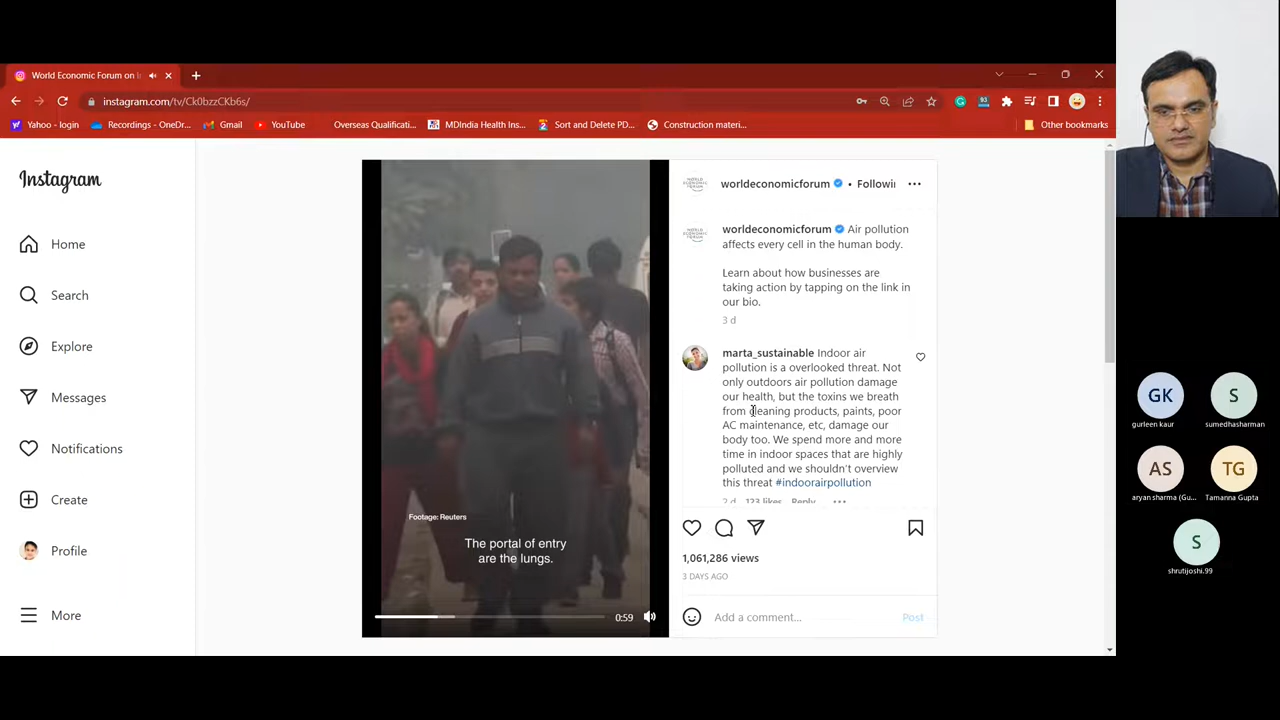 World Economic Forum on I
instagram.com/tv/Ck0bzzCKb6s/
Yahoo - login
Recordings - OneDr...
Gmail
YouTube
Overseas Qualificati...
MDIndia Health Ins...
Sort and Delete PD...
Construction materi...
Other bookmarks
Instagram
Home
Search
Explore
Messages
Notifications
Create
Profile
More
Footage: Reuters
The portal of entry
are the lungs.
0:59
worldeconomicforum • Followin
worldeconomicforum Air pollution
affects every cell in the human body.
Learn about how businesses are
taking action by tapping on the link in
our bio.
3 d
marta_sustainable Indoor air
pollution is a overlooked threat. Not
only outdoors air pollution damage
our health, but the toxins we breath
from cleaning products, paints, poor
AC maintenance, etc, damage our
body too. We spend more and more
time in indoor spaces that are highly
polluted and we shouldn't overview
this threat #indoorairpollution
2 d 123 likes Reply
1,061,286 views
3 DAYS AGO
Add a comment...
Post
GK
gurleen kaur
S
sumedhasharman
AS
aryan sharma (Gu...
TG
Tamanna Gupta
S
shrutijoshi.99